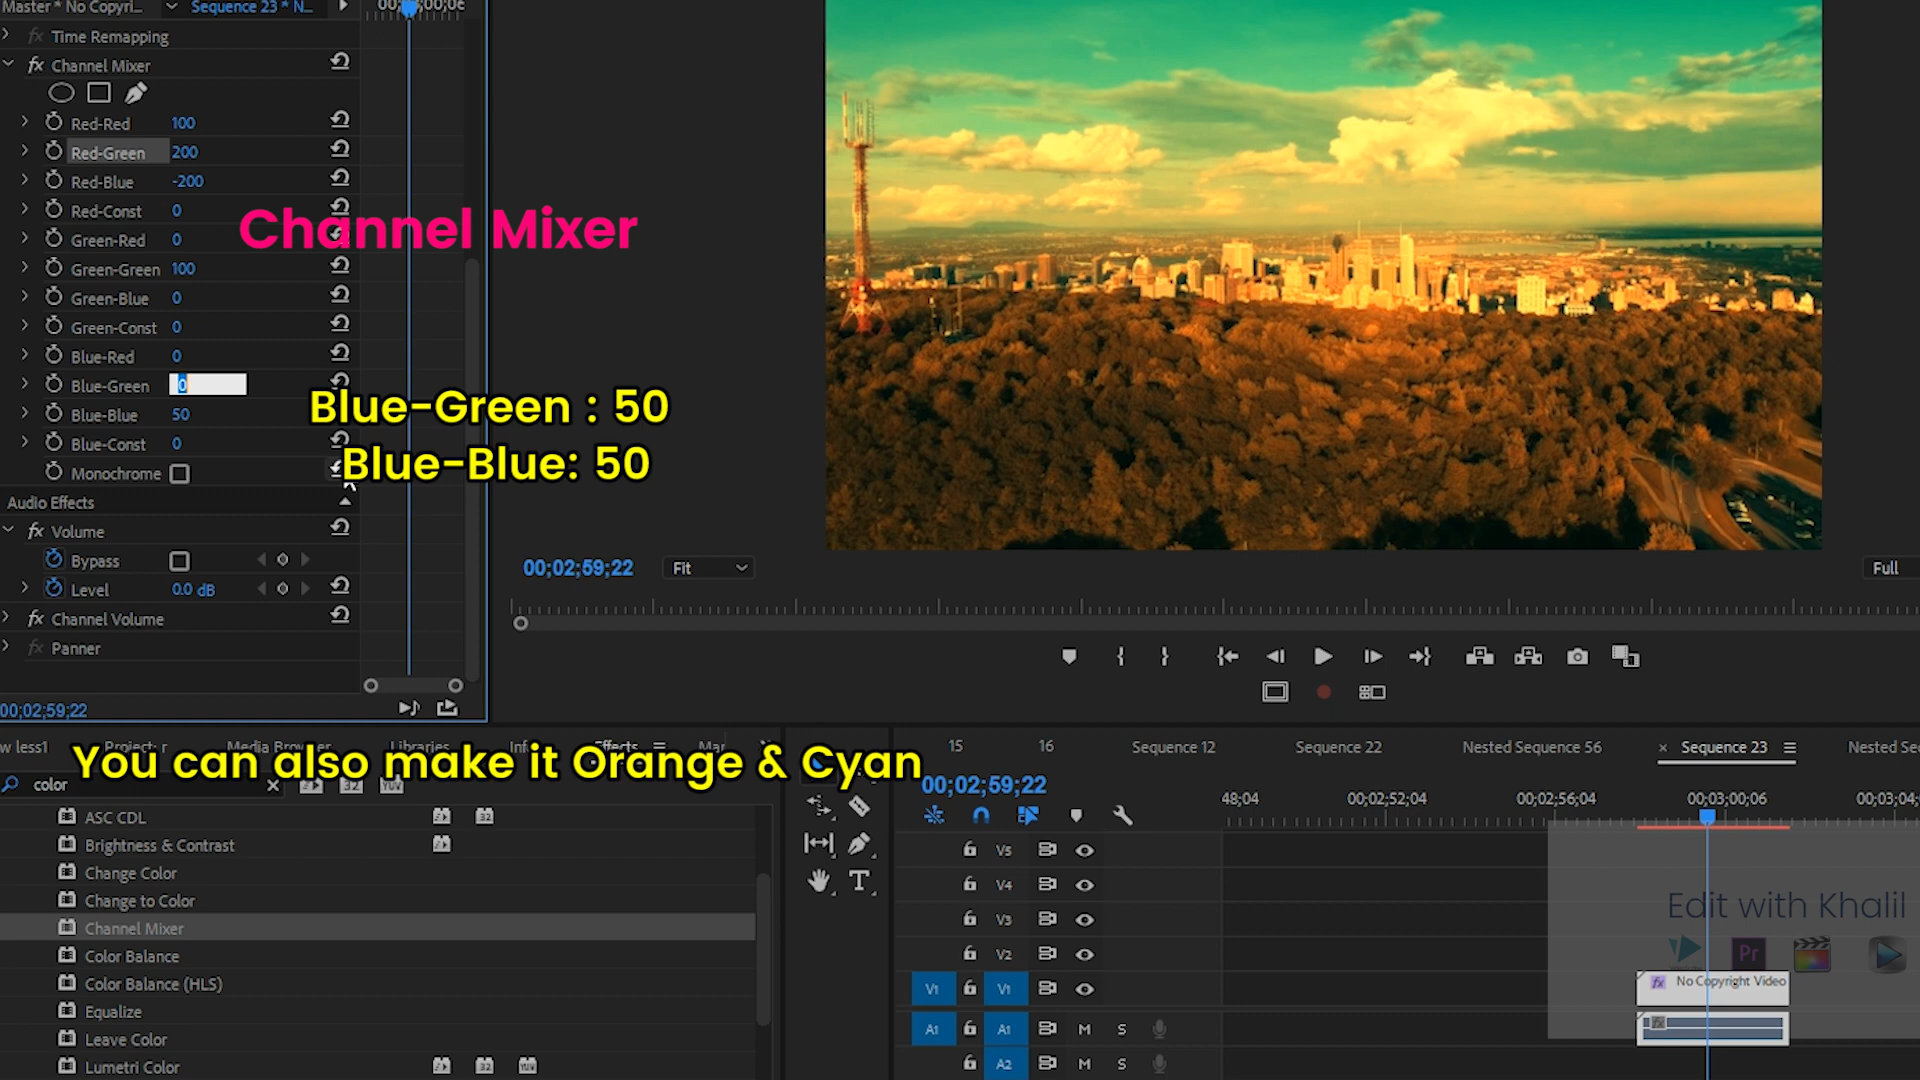 Master * No Copyri... Sequence 23 * N...
Time Remapping
fx Channel Mixer
Red-Red 100
Red-Green 200
Red-Blue -200
Red-Const 0
Green-Red 0
Channel Mixer
Green-Green 100
Green-Blue 0
Green-Const 0
Blue-Red 0
Blue-Green 0
Blue-Green : 50
Blue-Blue 50
Blue-Const 0
Blue-Blue: 50
Monochrome
Audio Effects
fx Volume
Bypass
Level 0.0 dB
fx Channel Volume
fx Panner
00;02;59;22
00;02;59;22 Fit Full
You can also make it Orange & Cyan
15 16 Sequence 12 Sequence 22 Nested Sequence 56 × Sequence 23 Nested Se
color
00;02;59;22
48;04 00;02;52;04 00;02;56;04 00;03;00;06 00;03;04;
ASC CDL 32
Brightness & Contrast
Change Color
Change to Color
Channel Mixer
Color Balance
Color Balance (HLS)
Equalize
Leave Color
Lumetri Color 32 YUV
V5
V4
V3
V2
V1 V1
A1 A1 M S
A2 M S
Edit with Khalil
Pr
fx No Copyright Video
fx